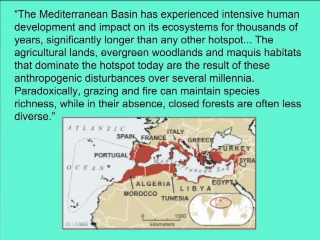 "The Mediterranean Basin has experienced intensive human
development and impact on its ecosystems for thousands of
years, significantly longer than any other hotspot... The
agricultural lands, evergreen woodlands and maquis habitats
that dominate the hotspot today are the result of these
anthropogenic disturbances over several millennia.
Paradoxically, grazing and fire can maintain species
richness, while in their absence, closed forests are often less
diverse."
ATLANTIC
OCEAN
FRANCE
ITALY
GREECE
TURKEY
PORTUGAL
SYRIA
ALGERIA
MOROCCO
TUNISIA
LIBYA
EGYPT
kilometers
CI / CABS